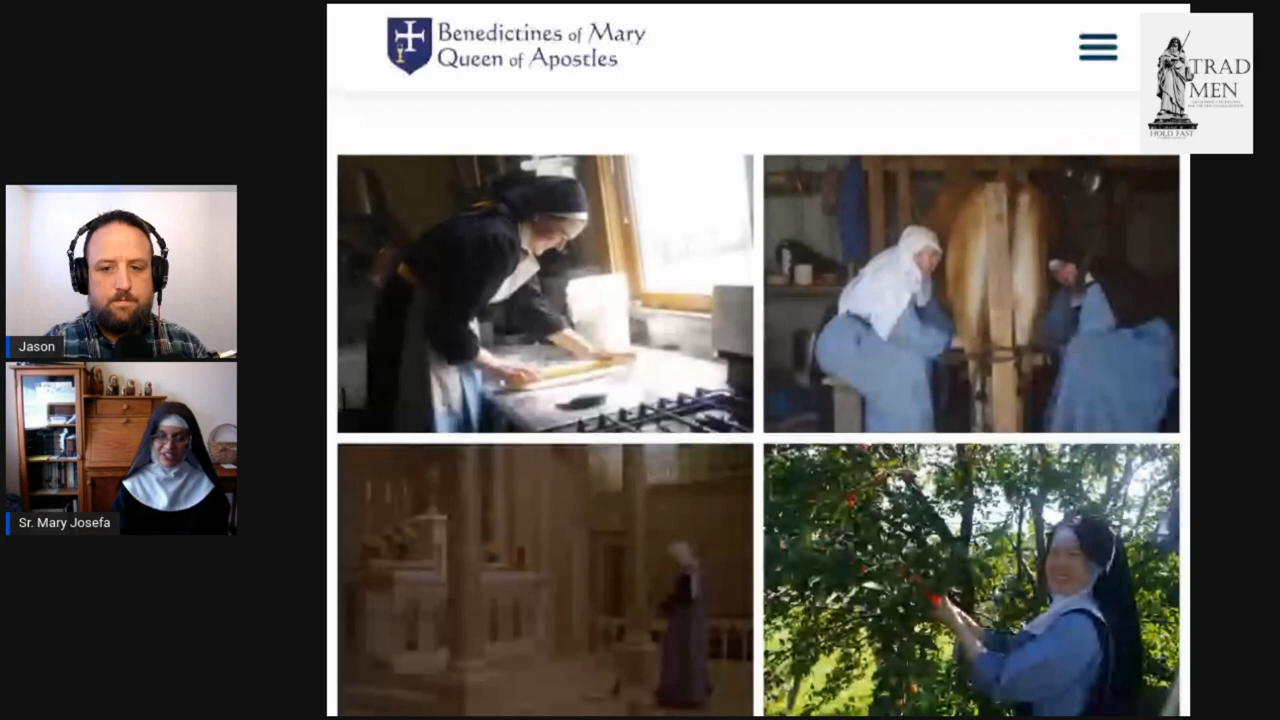 Benedictines of Mary
Queen of Apostles
TRAD
MEN
HOLD FAST
Jason
Sr. Mary Josefa